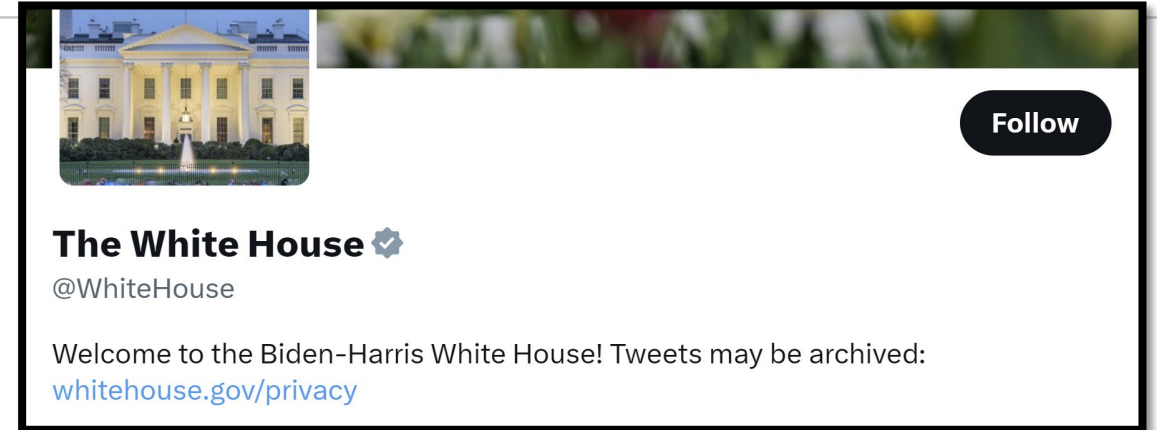 Follow
The White House
@WhiteHouse
Welcome to the Biden-Harris White House! Tweets may be archived:
whitehouse.gov/privacy